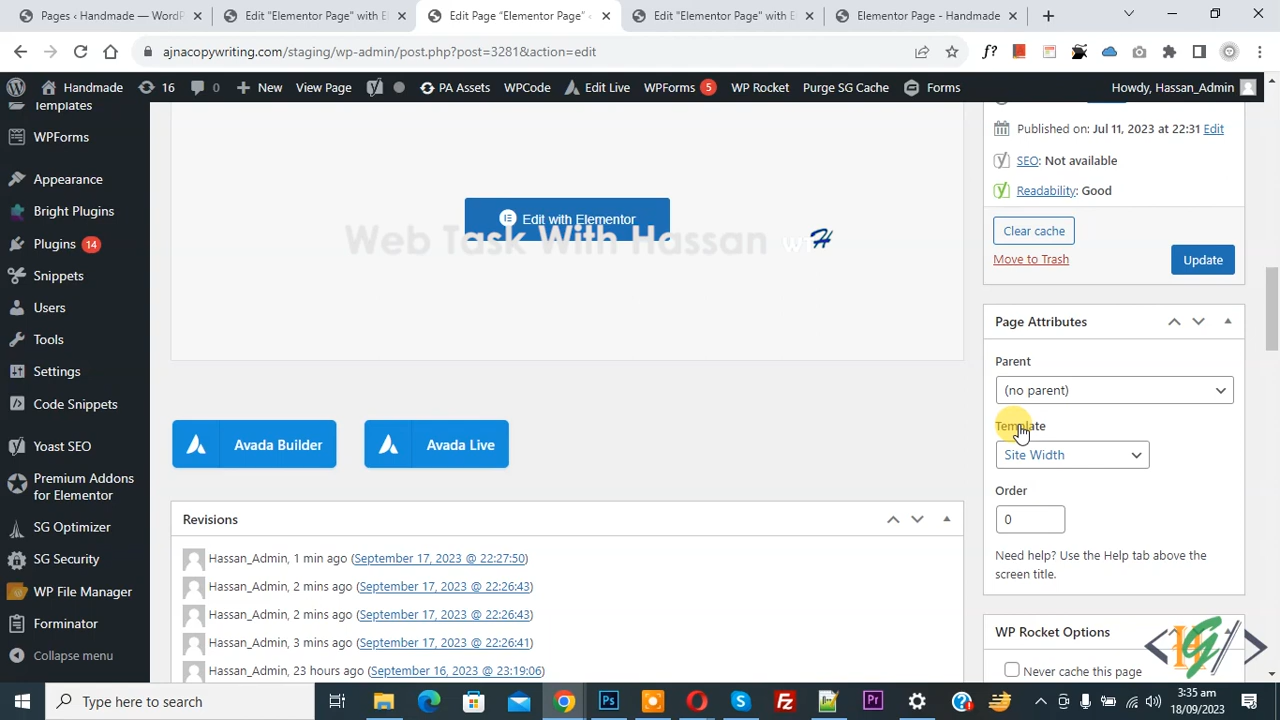 Pages ‹ Handmade — WordP
Edit "Elementor Page" with E
Edit Page "Elementor Page" ‹
Edit "Elementor Page" with E
Elementor Page - Handmade
ajnacopywriting.com/staging/wp-admin/post.php?post=3281&action=edit
f?
Handmade 16 0 New View Page PA Assets WPCode Edit Live WPForms 5 WP Rocket Purge SG Cache Forms Howdy, Hassan_Admin
Templates
WPForms
Appearance
Bright Plugins
Plugins 14
Snippets
Users
Tools
Settings
Code Snippets
Yoast SEO
Premium Addons
for Elementor
SG Optimizer
SG Security
WP File Manager
Forminator
Collapse menu
Edit with Elementor
Web Task With Hassan
Avada Builder
Avada Live
Revisions
Hassan_Admin, 1 min ago (September 17, 2023 @ 22:27:50)
Hassan_Admin, 2 mins ago (September 17, 2023 @ 22:26:43)
Hassan_Admin, 2 mins ago (September 17, 2023 @ 22:26:43)
Hassan_Admin, 3 mins ago (September 17, 2023 @ 22:26:41)
Hassan_Admin, 23 hours ago (September 16, 2023 @ 23:19:06)
Published on: Jul 11, 2023 at 22:31 Edit
SEO: Not available
Readability: Good
Clear cache
Move to Trash
Update
Page Attributes
Parent
(no parent)
Template
Site Width
Order
0
Need help? Use the Help tab above the
screen title.
WP Rocket Options
Never cache this page
Type here to search
Ps
Pr
3:35 am
18/09/2023